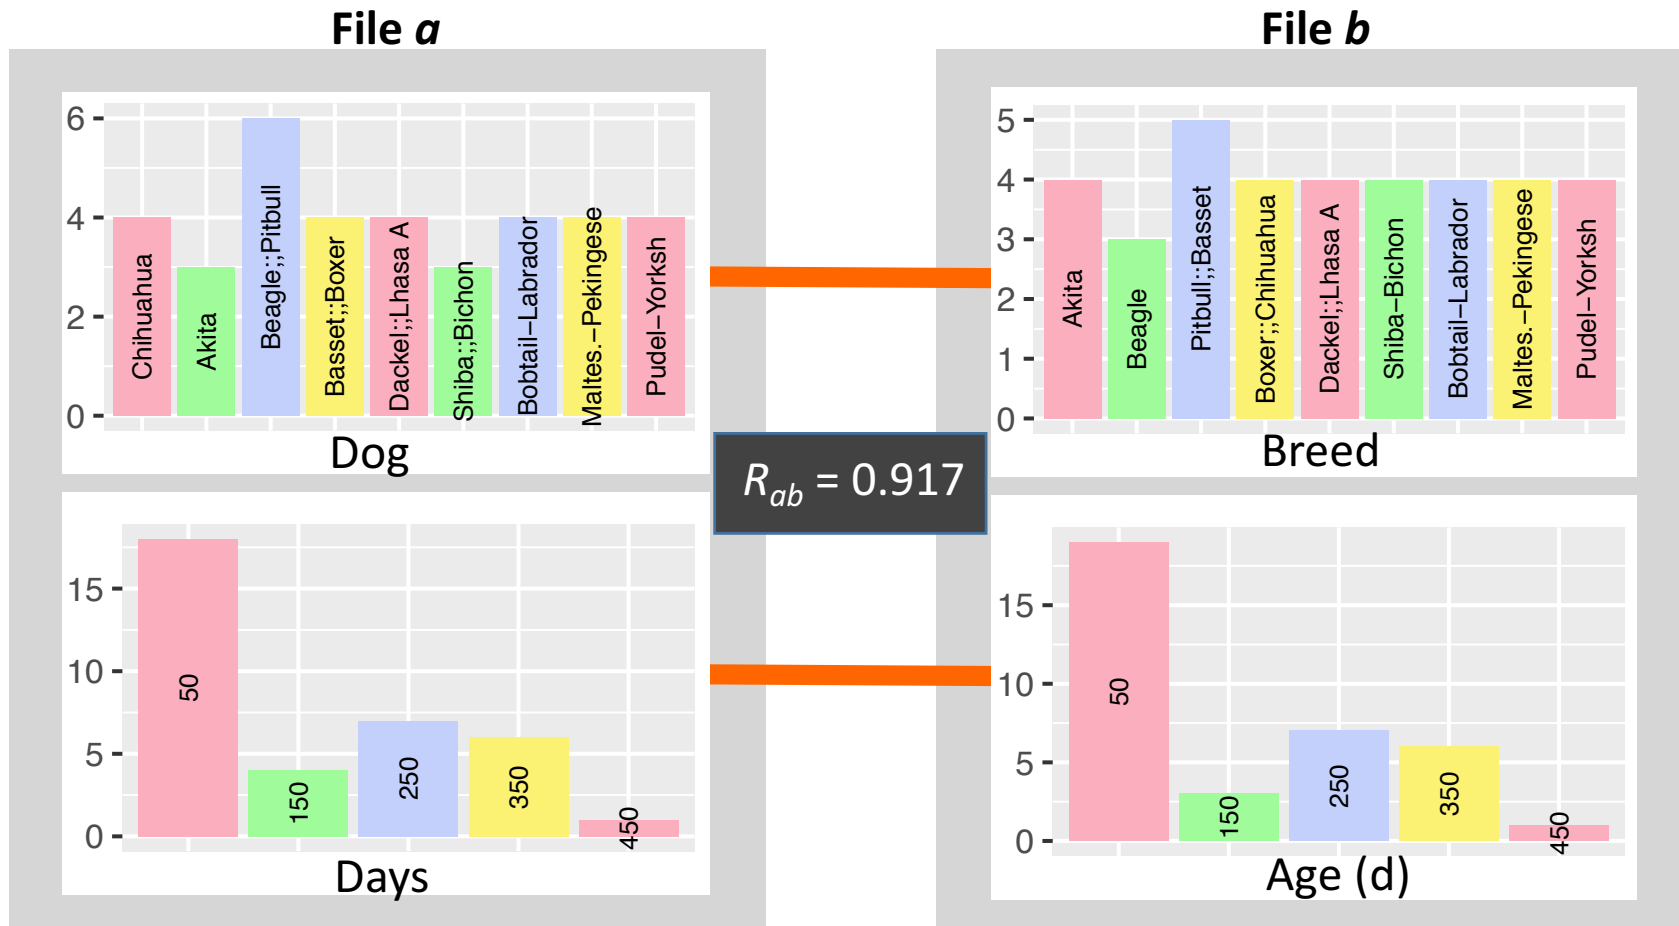 File a
File b
6
4
2
0
Chihuahua
Akita
Beagle;;Pitbull
Basset;;Boxer
Dackel;;Lhasa A
Shiba;;Bichon
Bobtail−Labrador
Maltes.−Pekingese
Pudel−Yorksh
Dog
5
4
3
2
1
0
Akita
Beagle
Pitbull;;Basset
Boxer;;Chihuahua
Dackel;;Lhasa A
Shiba−Bichon
Bobtail−Labrador
Maltes.−Pekingese
Pudel−Yorksh
Breed
Rab = 0.917
15
10
5
0
50
150
250
350
450
Days
15
10
5
0
50
150
250
350
450
Age (d)